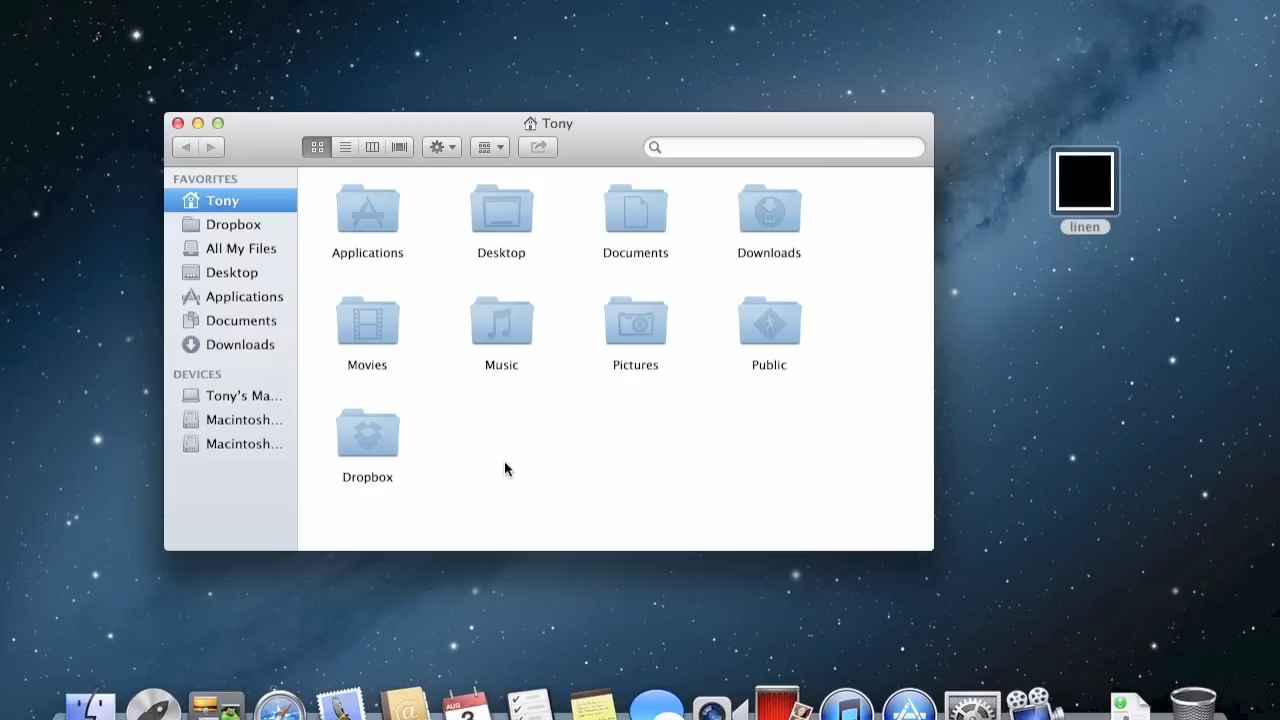 Tony
FAVORITES
Tony
Dropbox
All My Files
Desktop
Applications
Documents
Downloads
DEVICES
Tony's Ma...
Macintosh...
Macintosh...
Applications
Desktop
Documents
Downloads
Movies
Music
Pictures
Public
Dropbox
linen
AUG